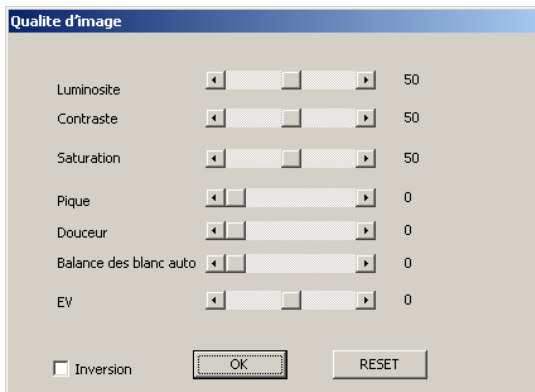 Qualite d'image
Luminosite 50
Contraste 50
Saturation 50
Pique 0
Douceur 0
Balance des blanc auto 0
EV 0
Inversion OK RESET